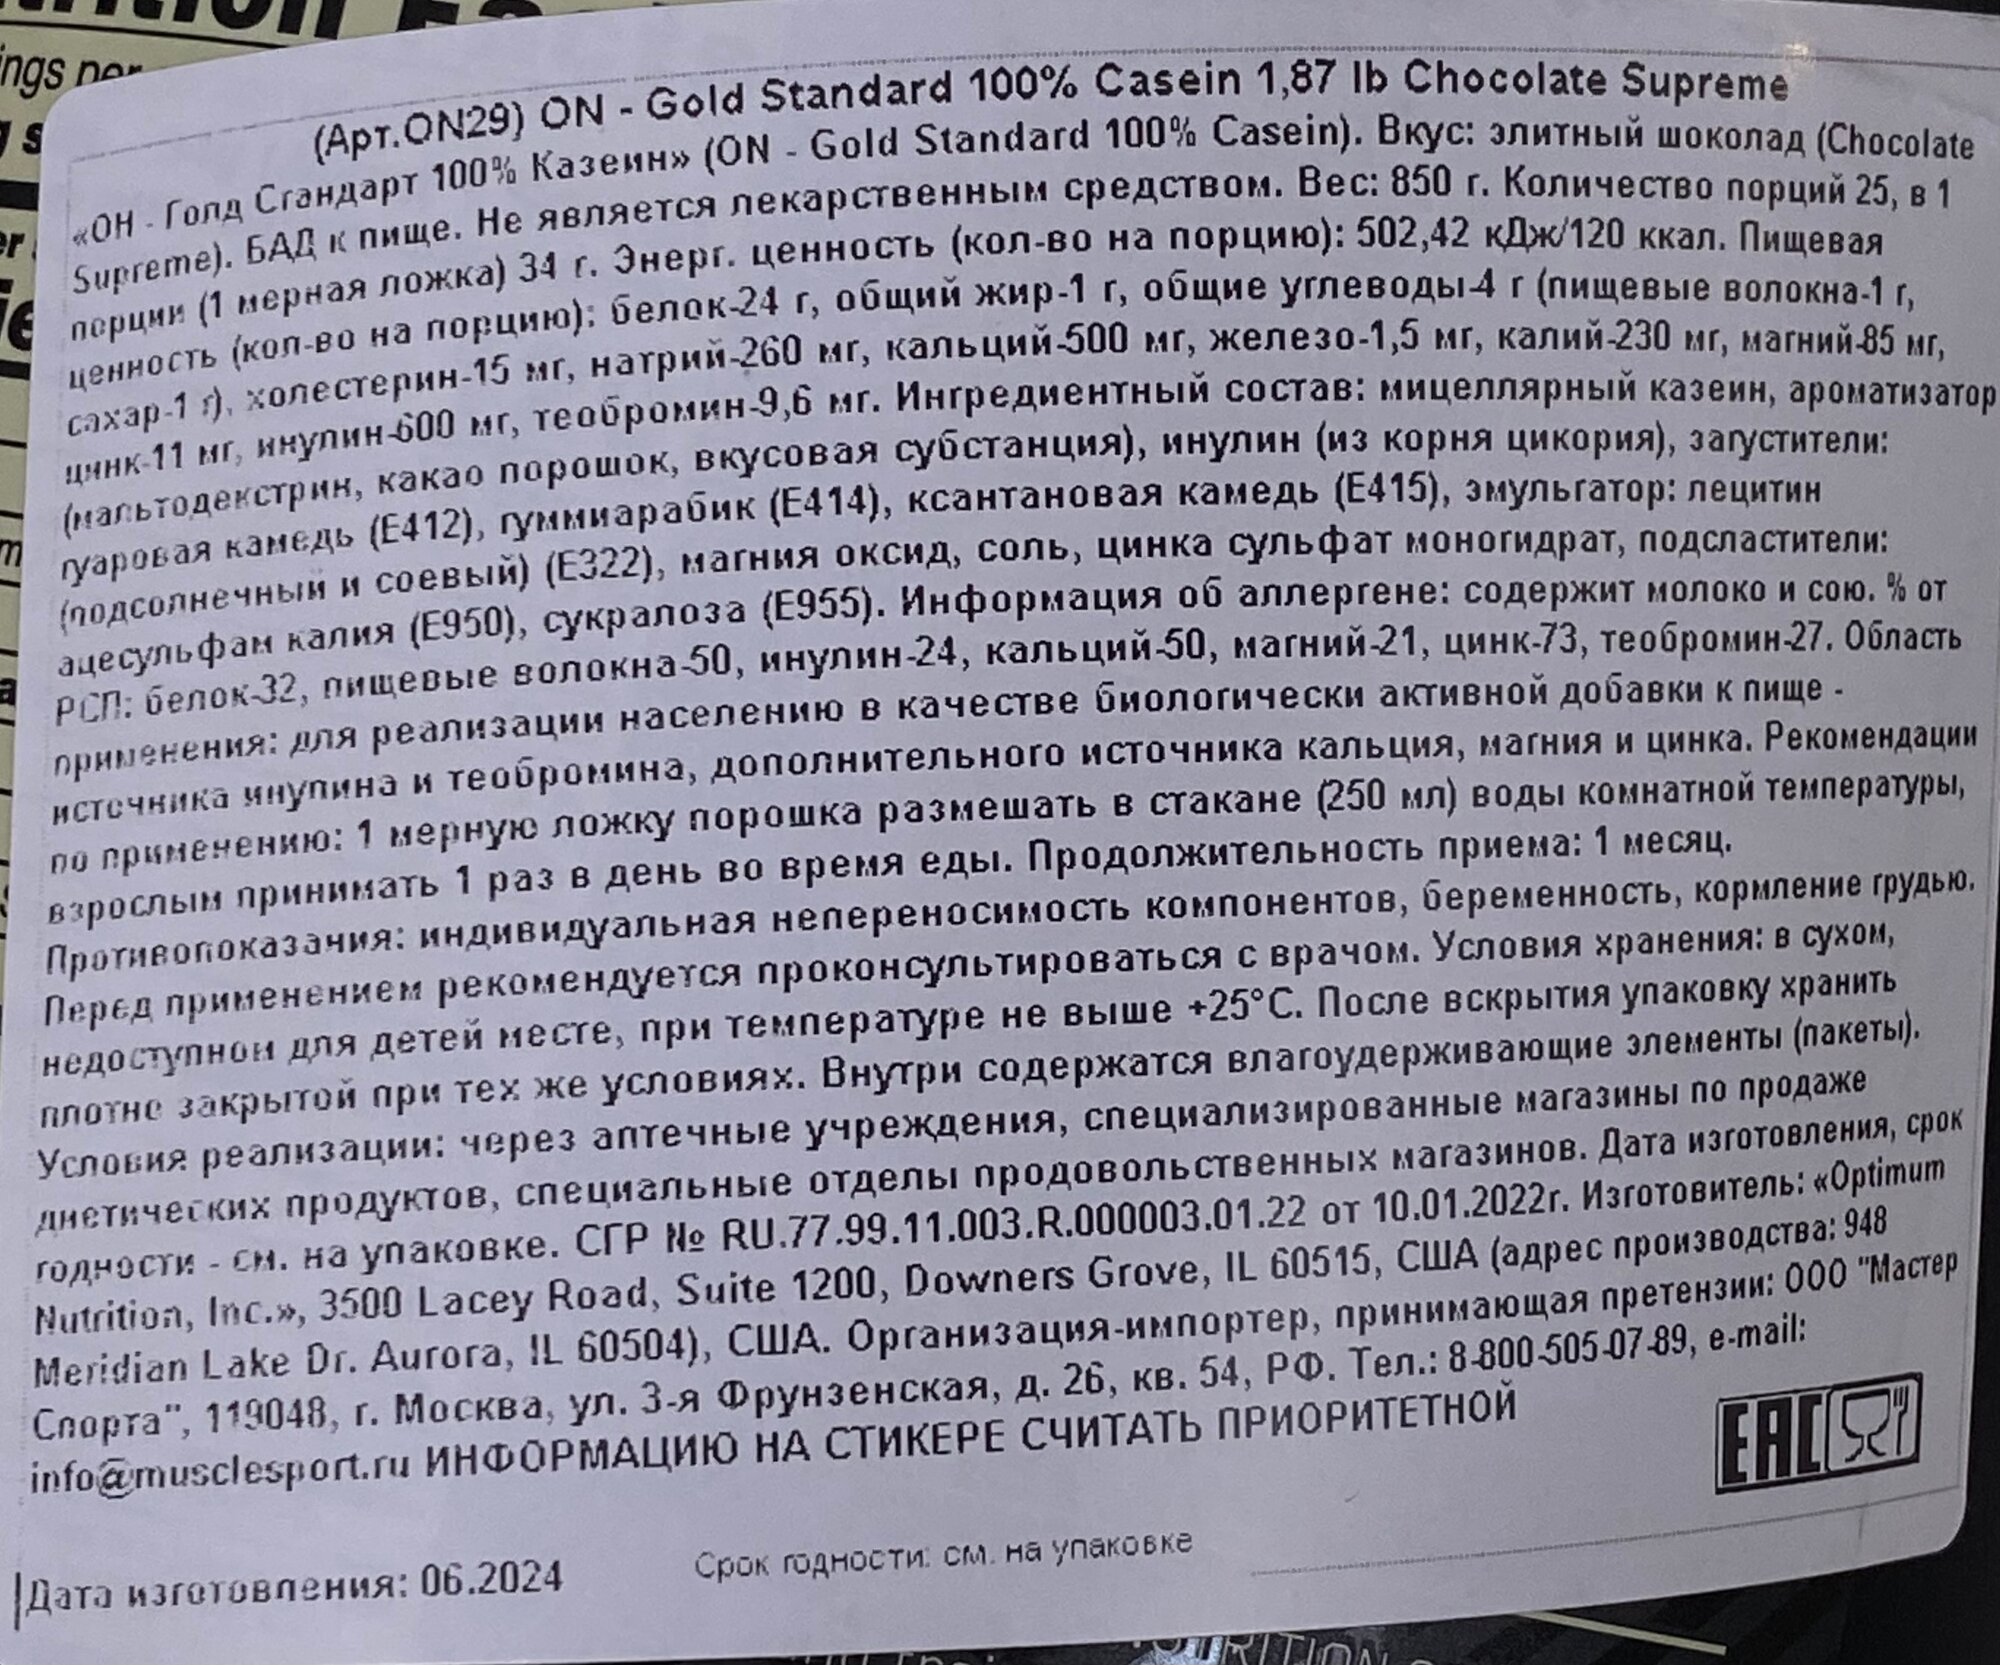 ings per
(Арт.ON29) ON - Gold Standard 100% Casein 1,87 lb Chocolate Supreme
«ОН - Голд Стандарт 100% Казеин» (ON - Gold Standard 100% Casein). Вкус: элитный шоколад (Chocolate
Supreme). БАД к пище. Не является лекарственным средством. Вес: 850 г. Количество порций 25, в 1
порции (1 мерная ложка) 34 г. Энерг. ценность (кол-во на порцию): 502,42 кДж/120 ккал. Пищевая
ценность (кол-во на порцию): белок-24 г, общий жир-1 г, общие углеводы-4 г (пищевые волокна-1 г,
сахар-1 г), холестерин-15 мг, натрий-260 мг, кальций-500 мг, железо-1,5 мг, калий-230 мг, магний-85 мг,
цинк-11 мг, инулин-600 мг, теобромин-9,6 мг. Ингредиентный состав: мицеллярный казеин, ароматизатор
(мальтодекстрин, какао порошок, вкусовая субстанция), инулин (из корня цикория), загустители:
гуаровая камедь (Е412), гуммиарабик (Е414), ксантановая камедь (Е415), эмульгатор: лецитин
(подсолнечный и соевый) (Е322), магния оксид, соль, цинка сульфат моногидрат, подсластители:
ацесульфам калия (Е950), сукралоза (Е955). Информация об аллергене: содержит молоко и сою. % от
РСП: белок-32, пищевые волокна-50, инулин-24, кальций-50, магний-21, цинк-73, теобромин-27. Область
применения: для реализации населению в качестве биологически активной добавки к пище -
источника инулина и теобромина, дополнительного источника кальция, магния и цинка. Рекомендации
по применению: 1 мерную ложку порошка размешать в стакане (250 мл) воды комнатной температуры,
взрослым принимать 1 раз в день во время еды. Продолжительность приема: 1 месяц.
Противопоказания: индивидуальная непереносимость компонентов, беременность, кормление грудью.
Перед применением рекомендуется проконсультироваться с врачом. Условия хранения: в сухом,
недоступном для детей месте, при температуре не выше +25°С. После вскрытия упаковку хранить
плотно закрытой при тех же условиях. Внутри содержатся влагоудерживающие элементы (пакеты).
Условия реализации: через аптечные учреждения, специализированные магазины по продаже
диетических продуктов, специальные отделы продовольственных магазинов. Дата изготовления, срок
годности - см. на упаковке. СГР № RU.77.99.11.003.R.000003.01.22 от 10.01.2022г. Изготовитель: «Optimum
Nutrition, Inc.», 3500 Lacey Road, Suite 1200, Downers Grove, IL 60515, США (адрес производства: 948
Meridian Lake Dr. Aurora, IL 60504), США. Организация-импортер, принимающая претензии: ООО "Мастер
Спорта", 119048, г. Москва, ул. 3-я Фрунзенская, д. 26, кв. 54, РФ. Тел.: 8-800-505-07-89, e-mail:
info@musclesport.ru ИНФОРМАЦИЮ НА СТИКЕРЕ СЧИТАТЬ ПРИОРИТЕТНОЙ
EAC
Дата изготовления: 06.2024
Срок годности: см. на упаковке